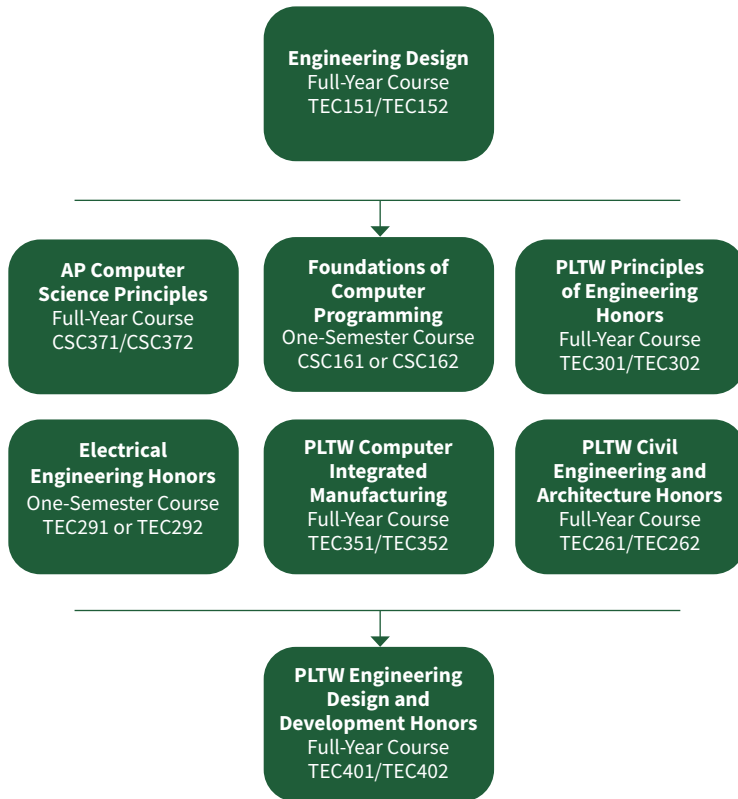 Engineering Design
Full-Year Course
TEC151/TEC152
AP Computer
Science Principles
Full-Year Course
CSC371/CSC372
Foundations of
Computer
Programming
One-Semester Course
CSC161 or CSC162
PLTW Principles
of Engineering
Honors
Full-Year Course
TEC301/TEC302
Electrical
Engineering Honors
One-Semester Course
TEC291 or TEC292
PLTW Computer
Integrated
Manufacturing
Full-Year Course
TEC351/TEC352
PLTW Civil
Engineering and
Architecture Honors
Full-Year Course
TEC261/TEC262
PLTW Engineering
Design and
Development Honors
Full-Year Course
TEC401/TEC402